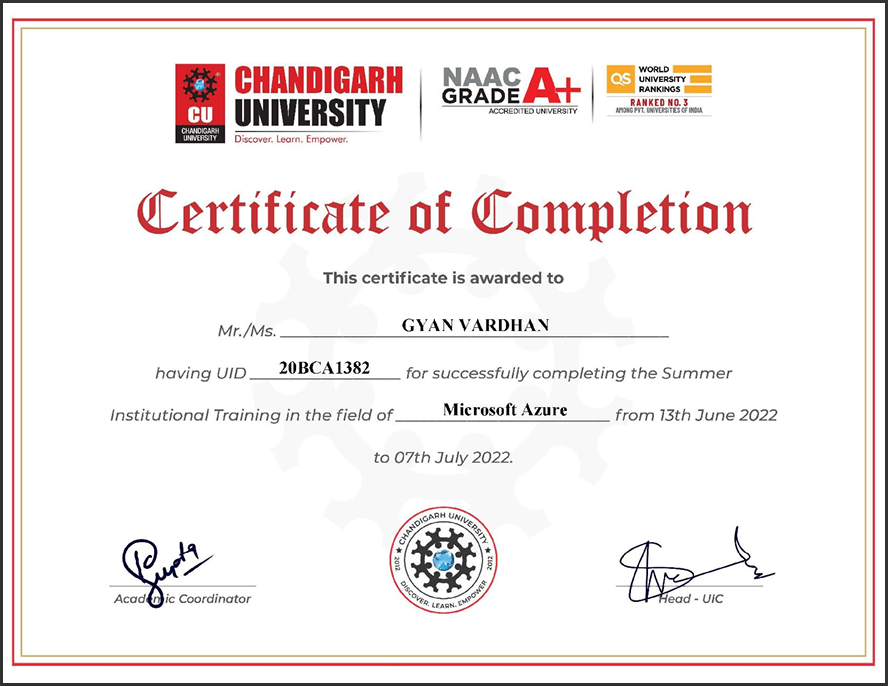 CU
CHANDIGARH
UNIVERSITY
CHANDIGARH
UNIVERSITY
Discover. Learn. Empower.
NAAC
GRADE A+
ACCREDITED UNIVERSITY
QS
WORLD
UNIVERSITY
RANKINGS
RANKED NO. 3
AMONG PVT. UNIVERSITIES OF INDIA
Certificate of Completion
This certificate is awarded to
Mr./Ms. GYAN VARDHAN
having UID 20BCA1382 for successfully completing the Summer
Institutional Training in the field of Microsoft Azure from 13th June 2022
to 07th July 2022.
CHANDIGARH UNIVERSITY
2012 2012
DISCOVER. LEARN. EMPOWER
Academic Coordinator
Head - UIC